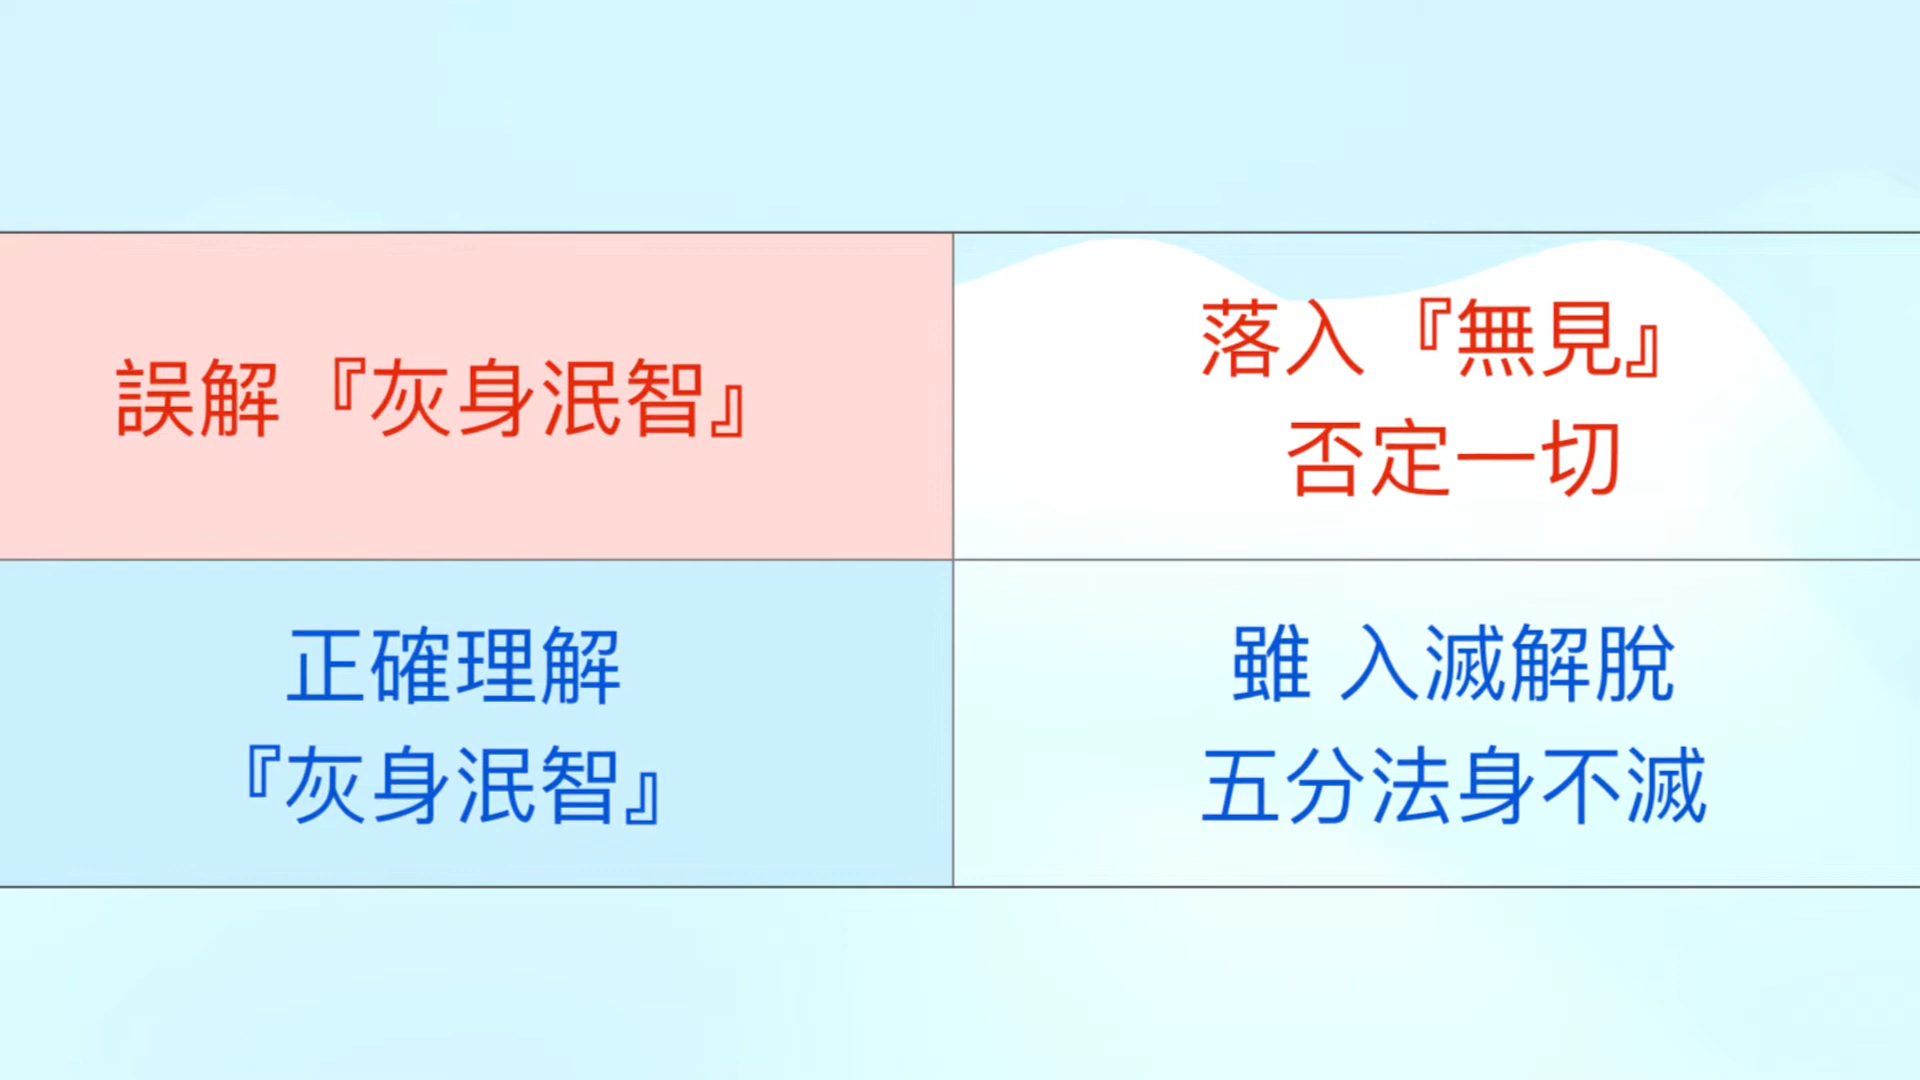 誤解『灰身泯智』
落入『無見』
否定一切
正確理解
『灰身泯智』
雖 入滅解脫
五分法身不滅